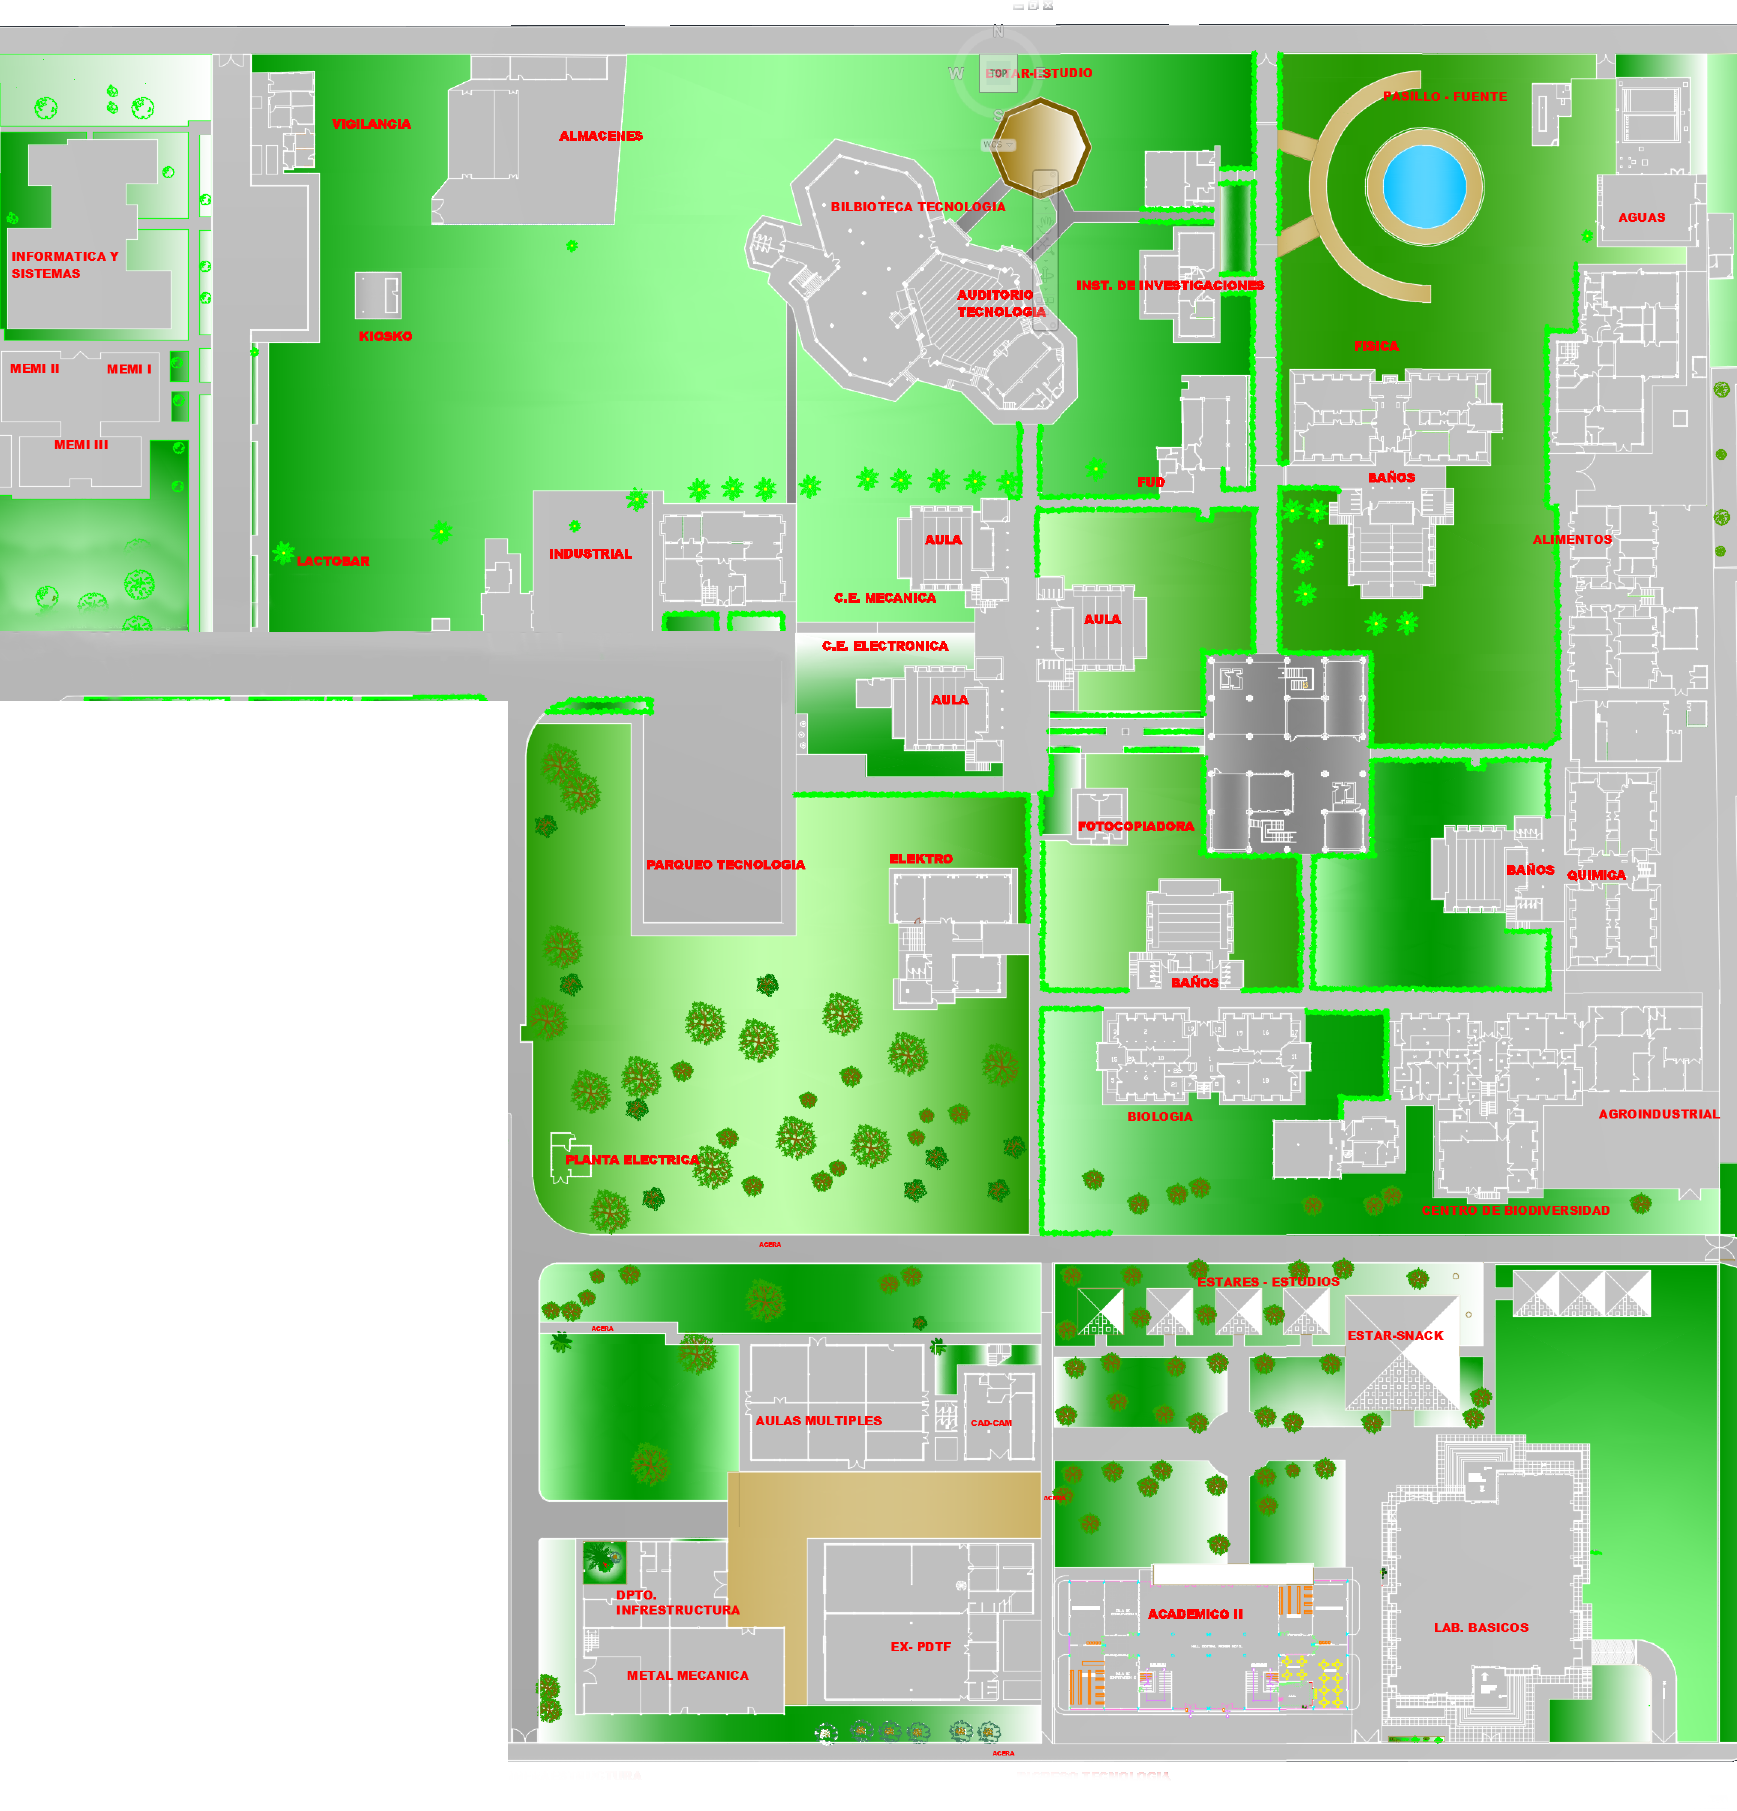 N
W
TOP
E
S
WCS
ESTAR-ESTUDIO
PASILLO - FUENTE
VIGILANCIA
ALMACENES
BILBIOTECA TECNOLOGIA
AGUAS
INFORMATICA Y
SISTEMAS
INST. DE INVESTIGACIONES
AUDITORIO
TECNOLOGIA
KIOSKO
FISICA
MEMI II
MEMI I
MEMI III
BAÑOS
FUD
AULA
ALIMENTOS
INDUSTRIAL
LACTOBAR
C.E. MECANICA
AULA
C.E. ELECTRONICA
AULA
FOTOCOPIADORA
ELEKTRO
PARQUEO TECNOLOGIA
BAÑOS
QUIMICA
BAÑOS
BIOLOGIA
AGROINDUSTRIAL
PLANTA ELECTRICA
CENTRO DE BIODIVERSIDAD
ACERA
ESTARES - ESTUDIOS
ACERA
ESTAR-SNACK
AULAS MULTIPLES
CAD-CAM
ACERA
DPTO.
INFRESTRUCTURA
ACADEMICO II
LAB. BASICOS
EX- PDTF
METAL MECANICA
ACERA